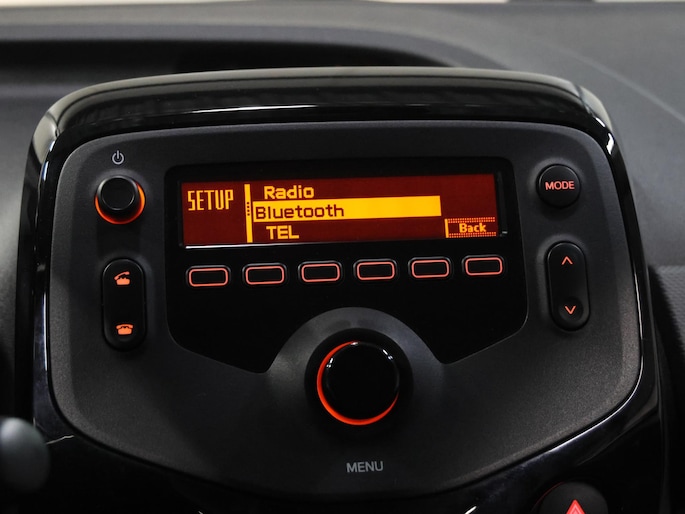 SETUP
Radio
Bluetooth
TEL
Back
MODE
MENU